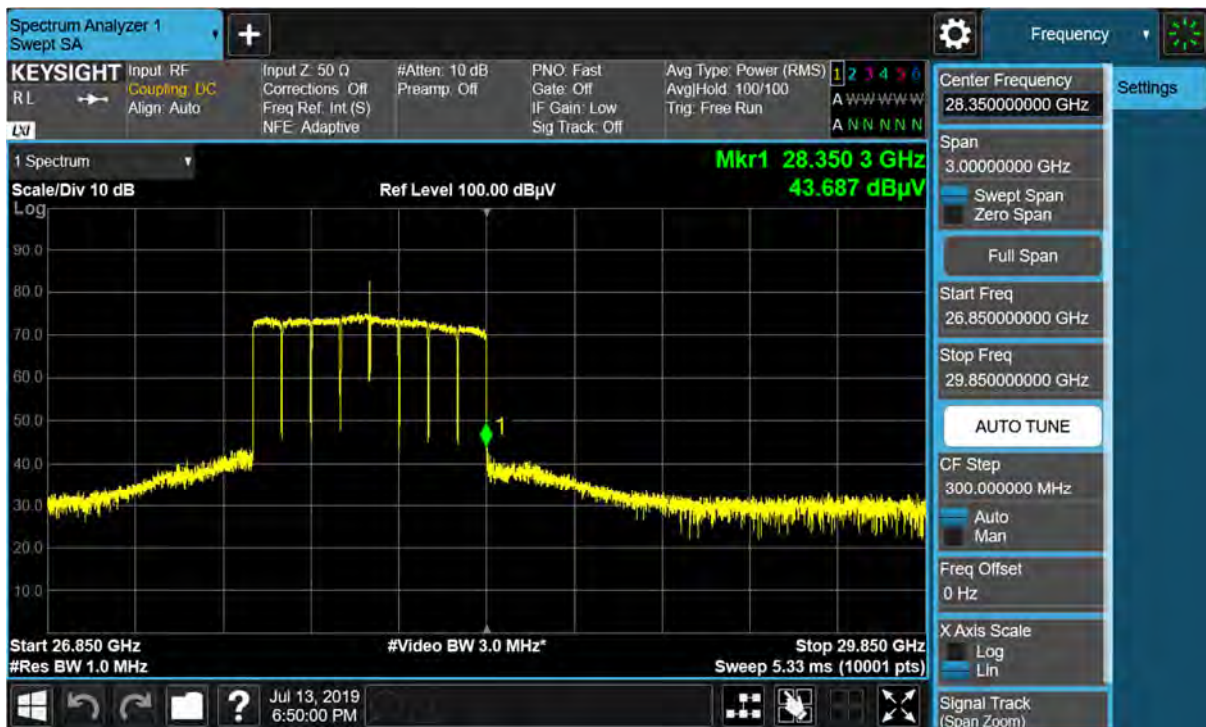 Spectrum Analyzer 1
Swept SA
+
Frequency
KEYSIGHT
RL
LXI
Input: RF
Coupling: DC
Align: Auto
Input Z: 50 Ω
Corrections: Off
Freq Ref: Int (S)
NFE: Adaptive
#Atten: 10 dB
Preamp: Off
PNO: Fast
Gate: Off
IF Gain: Low
Sig Track: Off
Avg Type: Power (RMS)
Avg|Hold: 100/100
Trig: Free Run
1 2 3 4 5 6
A W W W W W
A N N N N N N
1 Spectrum
Scale/Div 10 dB
Ref Level 100.00 dBµV
Mkr1 28.350 3 GHz
43.687 dBµV
Log
90.0
80.0
70.0
60.0
50.0
40.0
30.0
20.0
10.0
1
Start 26.850 GHz
#Res BW 1.0 MHz
#Video BW 3.0 MHz*
Stop 29.850 GHz
Sweep 5.33 ms (10001 pts)
?
Jul 13, 2019
6:50:00 PM
Center Frequency
28.350000000 GHz
Span
3.00000000 GHz
Swept Span
Zero Span
Full Span
Start Freq
26.850000000 GHz
Stop Freq
29.850000000 GHz
AUTO TUNE
CF Step
300.000000 MHz
Auto
Man
Freq Offset
0 Hz
X Axis Scale
Log
Lin
Signal Track
(Span Zoom)
Settings